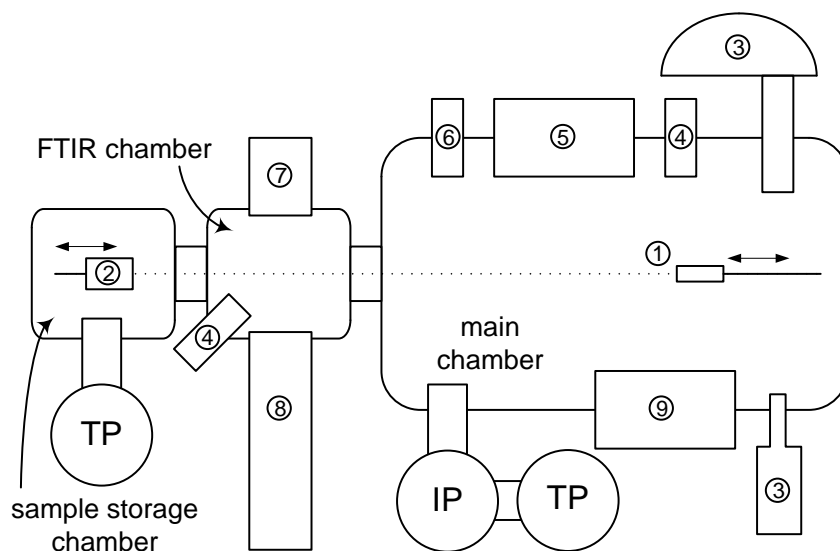 ③
⑥
⑤
④
FTIR chamber
⑦
②
①
④
main
chamber
⑧
⑨
TP
IP
TP
③
sample storage
chamber